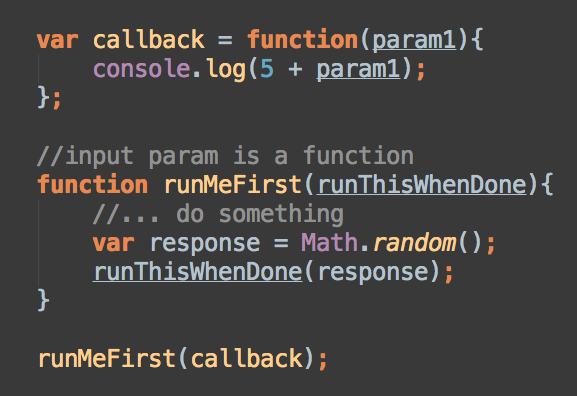 var callback = function(param1){
    console.log(5 + param1);
};

//input param is a function
function runMeFirst(runThisWhenDone){
    //... do something
    var response = Math.random();
    runThisWhenDone(response);
}

runMeFirst(callback);